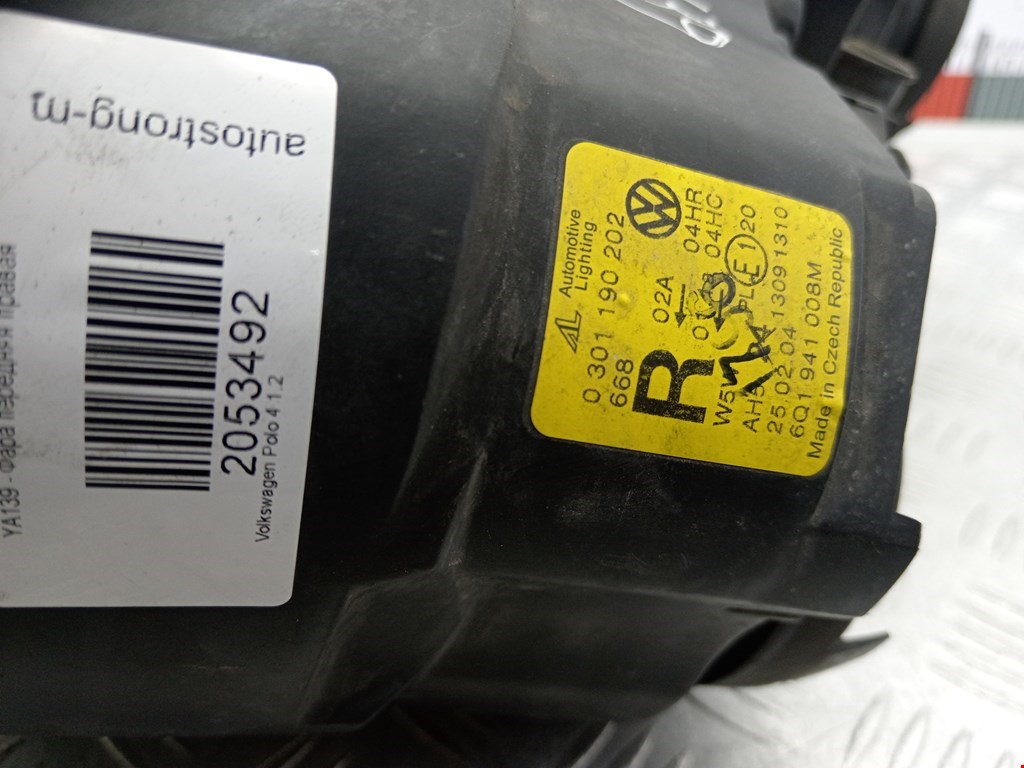 autostrong-m
2053492
Volkswagen Polo 4 1.2
YA139 - Фара передняя правая
Automotive
Lighting
0 301 190 202
668
R
02A
04HR
04HC
W5W
E1
20
25.02.04 13091310
6Q1 941 008M
Made in Czech Republic